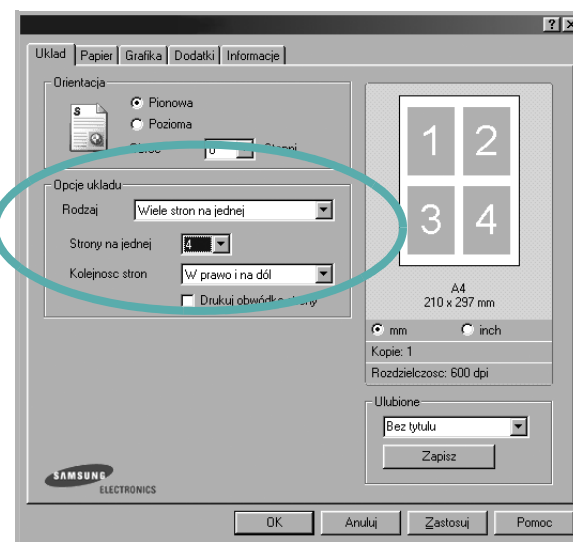 ? ×
Uklad Papier Grafika Dodatki Informacje
Orientacja
Pionowa
Pozioma
Opcje ukladu
Rodzaj Wiele stron na jednej
Strony na jednej 4
Kolejnosc stron W prawo i na dól
Drukuj obwódke strony
1 2
3 4
A4
210 x 297 mm
mm inch
Kopie: 1
Rozdzielczosc: 600 dpi
Ulubione
Bez tytulu
Zapisz
SAMSUNG
ELECTRONICS
OK Anuluj Zastosuj Pomoc